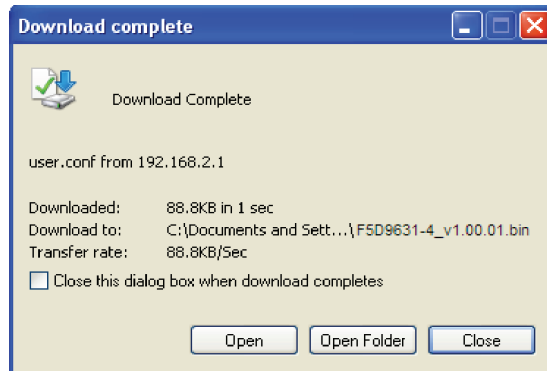 Download complete
Download Complete
user.conf from 192.168.2.1
Downloaded: 88.8KB in 1 sec
Download to: C:\Documents and Sett...\F5D9631-4_v1.00.01.bin
Transfer rate: 88.8KB/Sec
Close this dialog box when download completes
Open Open Folder Close